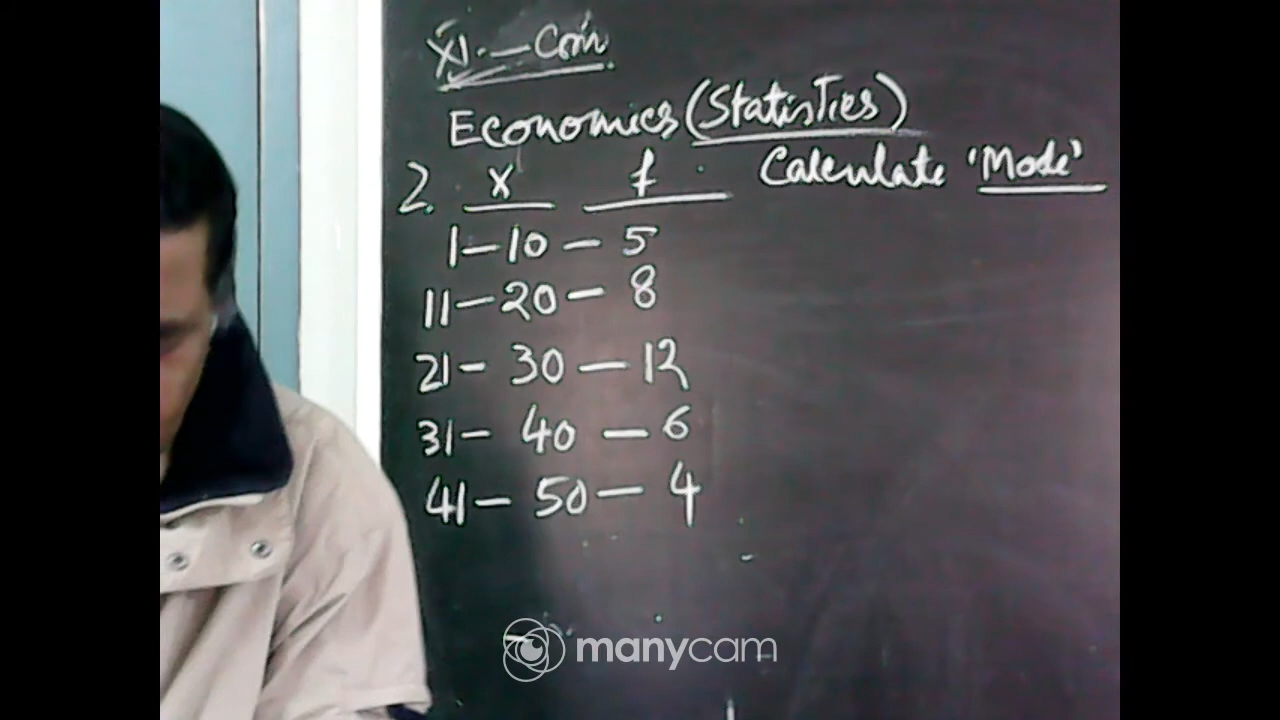 XI - Com
Economics (Statistics)
2. x f Calculate 'Mode'
1-10 - 5
11-20 - 8
21-30 - 12
31-40 - 6
41-50 - 4
manycam